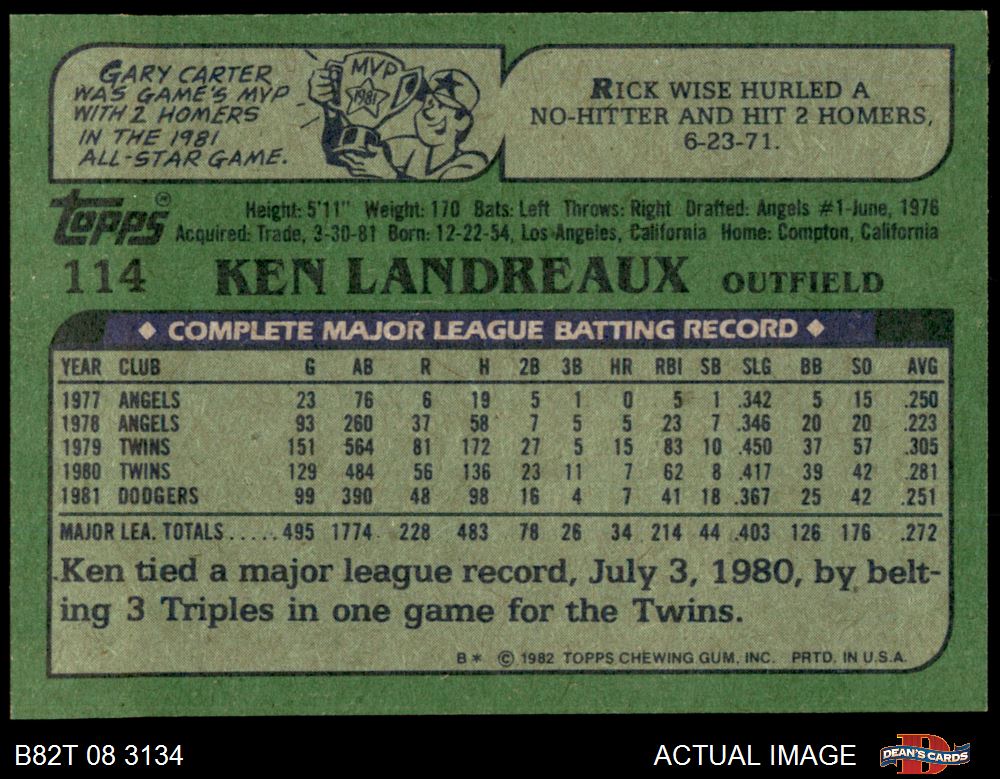 GARY CARTER
WAS GAME'S MVP
WITH 2 HOMERS
IN THE 1981
ALL-STAR GAME.
MVP
1981
RICK WISE HURLED A
NO-HITTER AND HIT 2 HOMERS,
6-23-71.
topps®
Height: 5'11" Weight: 170 Bats: Left Throws: Right Drafted: Angels #1-June, 1976
Acquired: Trade, 3-30-81 Born: 12-22-54, Los Angeles, California Home: Compton, California
114 KEN LANDREAUX OUTFIELD
◆ COMPLETE MAJOR LEAGUE BATTING RECORD ◆
YEAR CLUB G AB R H 2B 3B HR RBI SB SLG BB SO AVG
1977 ANGELS 23 76 6 19 5 1 0 5 1 .342 5 15 .250
1978 ANGELS 93 260 37 58 7 5 5 23 7 .346 20 20 .223
1979 TWINS 151 564 81 172 27 5 15 83 10 .450 37 57 .305
1980 TWINS 129 484 56 136 23 11 7 62 8 .417 39 42 .281
1981 DODGERS 99 390 48 98 16 4 7 41 18 .367 25 42 .251
MAJOR LEA. TOTALS..... 495 1774 228 483 78 26 34 214 44 .403 126 176 .272
Ken tied a major league record, July 3, 1980, by belt-
ing 3 Triples in one game for the Twins.
B* © 1982 TOPPS CHEWING GUM, INC. PRTD. IN U.S.A.
B82T 08 3134 ACTUAL IMAGE D DEAN'S CARDS